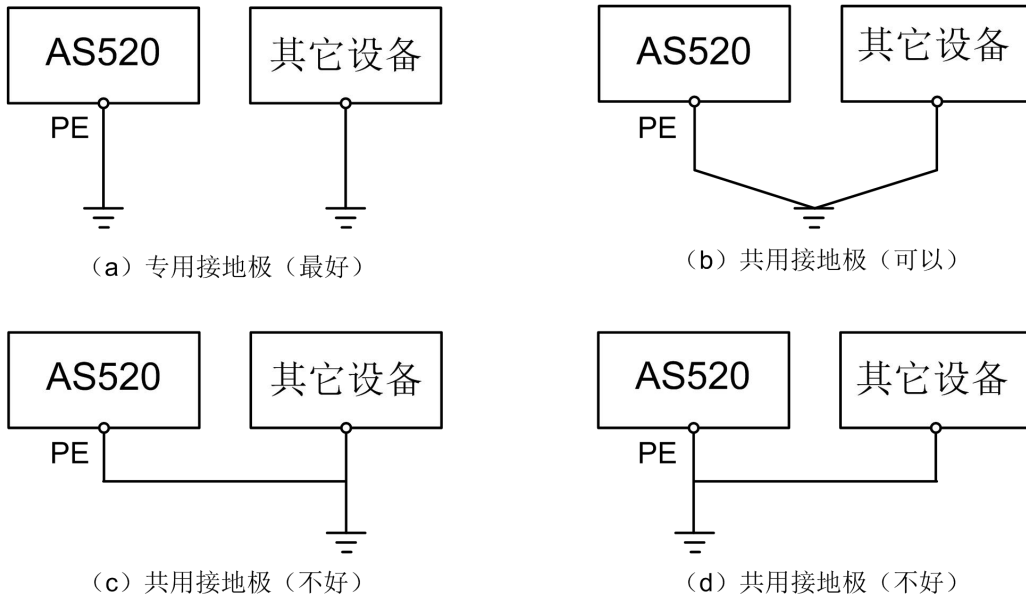 AS520
其它设备
PE
（a）专用接地极（最好）
AS520
其它设备
PE
（b）共用接地极（可以）
AS520
其它设备
PE
（c）共用接地极（不好）
AS520
其它设备
PE
（d）共用接地极（不好）